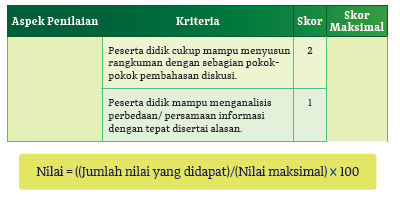 Aspek Penilaian Kriteria Skor Skor Maksimal
Peserta didik cukup mampu menyusun 2
rangkuman dengan sebagian pokok-
pokok pembahasan diskusi.
Peserta didik mampu menganalisis 1
perbedaan/ persamaan informasi
dengan tepat disertai alasan.
Nilai = ((Jumlah nilai yang didapat)/(Nilai maksimal) x 100